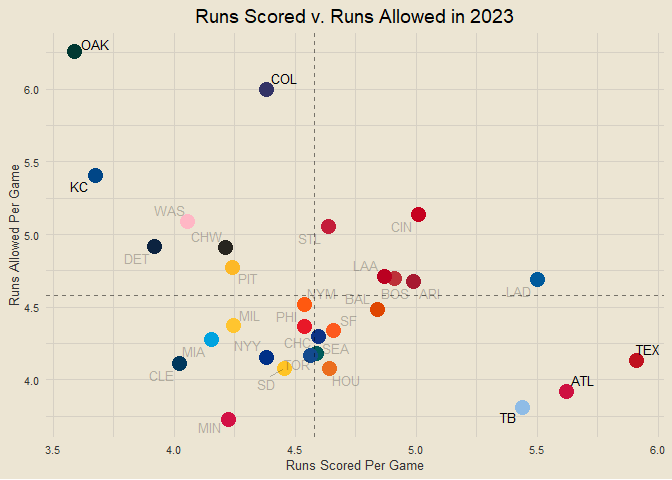 Runs Scored v. Runs Allowed in 2023
OAK
COL
6.0
5.5
KC
WAS
CIN
STL
5.0
CHW
DET
LAA
PIT
NYM
BAL
BOS
ARI
LAD
4.5
MIL
PHI
SF
NYY
CHC
SEA
MIA
TEX
TOR
4.0
CLE
SD
HOU
ATL
TB
MIN
Runs Allowed Per Game
3.5
4.0
4.5
5.0
5.5
6.0
Runs Scored Per Game